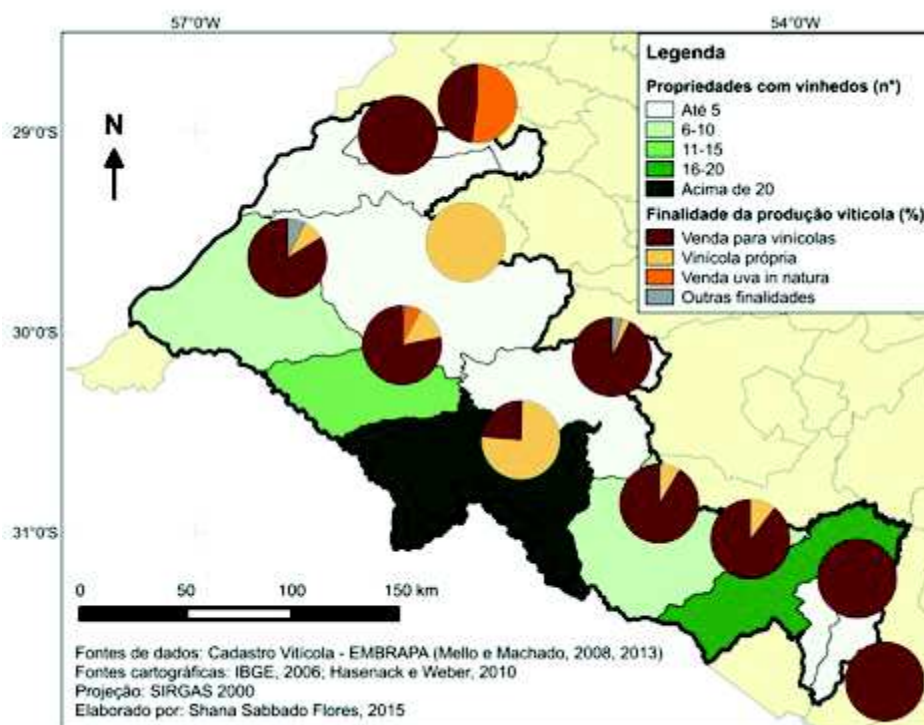 57°0'W
54°0'W
Legenda
Propriedades com vinhedos (n°)
Até 5
6-10
11-15
16-20
Acima de 20
Finalidade da produção vitícola (%)
Venda para vinícolas
Vinícola própria
Venda uva in natura
Outras finalidades
29°0'S
N
30°0'S
31°0'S
0 50 100 150 km
Fontes de dados: Cadastro Vitícola - EMBRAPA (Mello e Machado, 2008, 2013)
Fontes cartográficas: IBGE, 2006; Hasenack e Weber, 2010
Projeção: SIRGAS 2000
Elaborado por: Shana Sabbado Flores, 2015